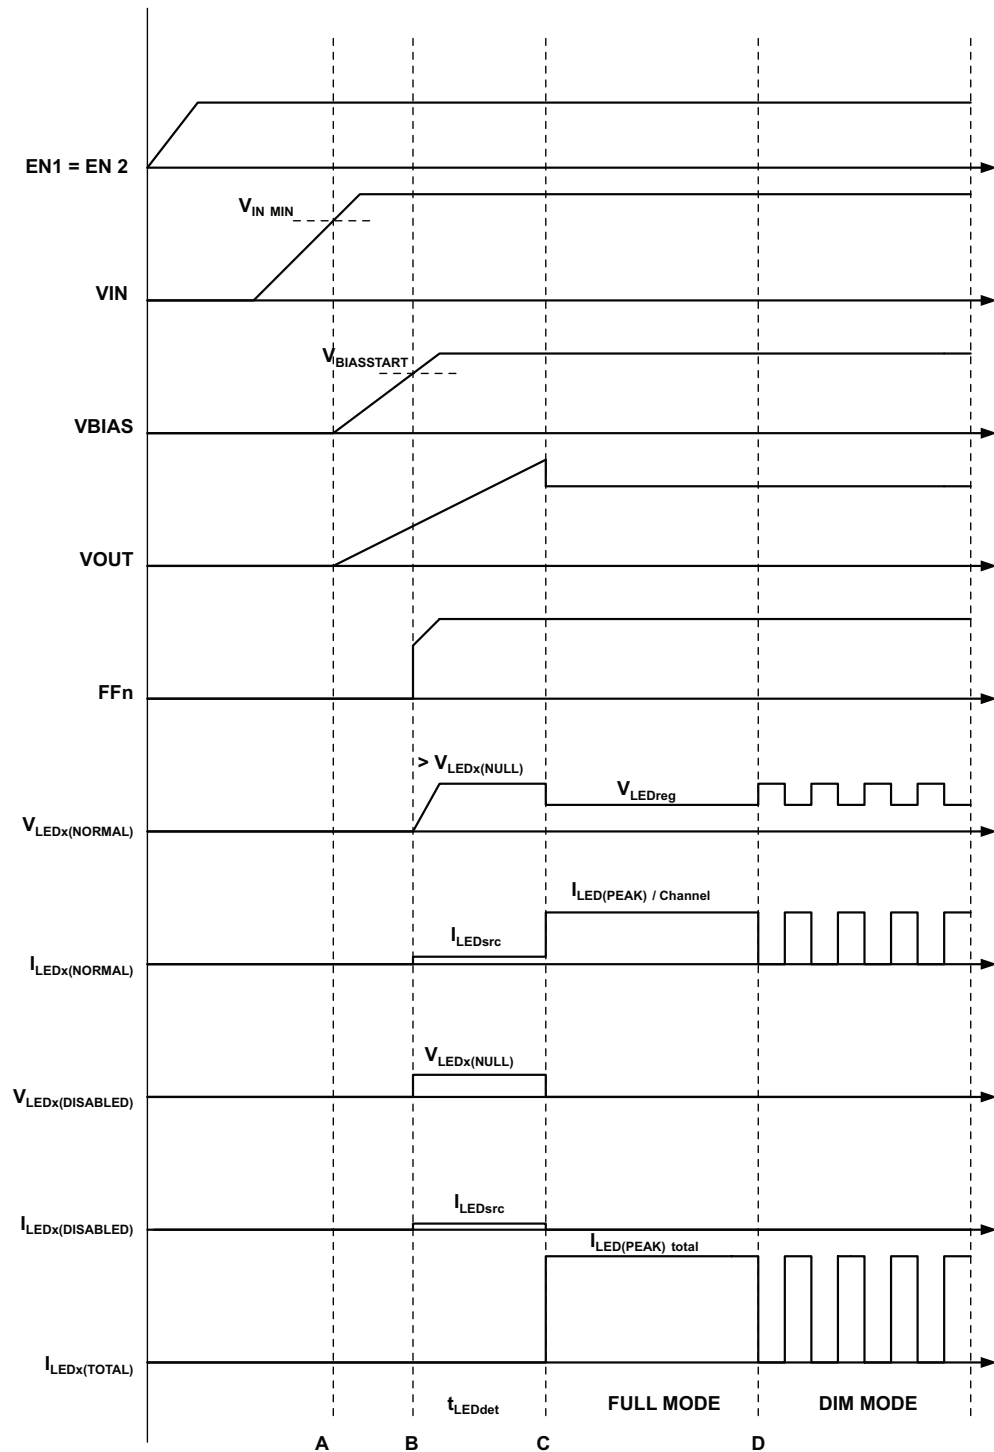 EN1 = EN 2
V_IN MIN
VIN
V_BIASSTART
VBIAS
VOUT
FFn
> V_LEDx(NULL)
V_LEDreg
V_LEDx(NORMAL)
I_LED(PEAK) / Channel
I_LEDsrc
I_LEDx(NORMAL)
V_LEDx(NULL)
V_LEDx(DISABLED)
I_LEDsrc
I_LEDx(DISABLED)
I_LED(PEAK) total
I_LEDx(TOTAL)
t_LEDdet FULL MODE DIM MODE
A B C D